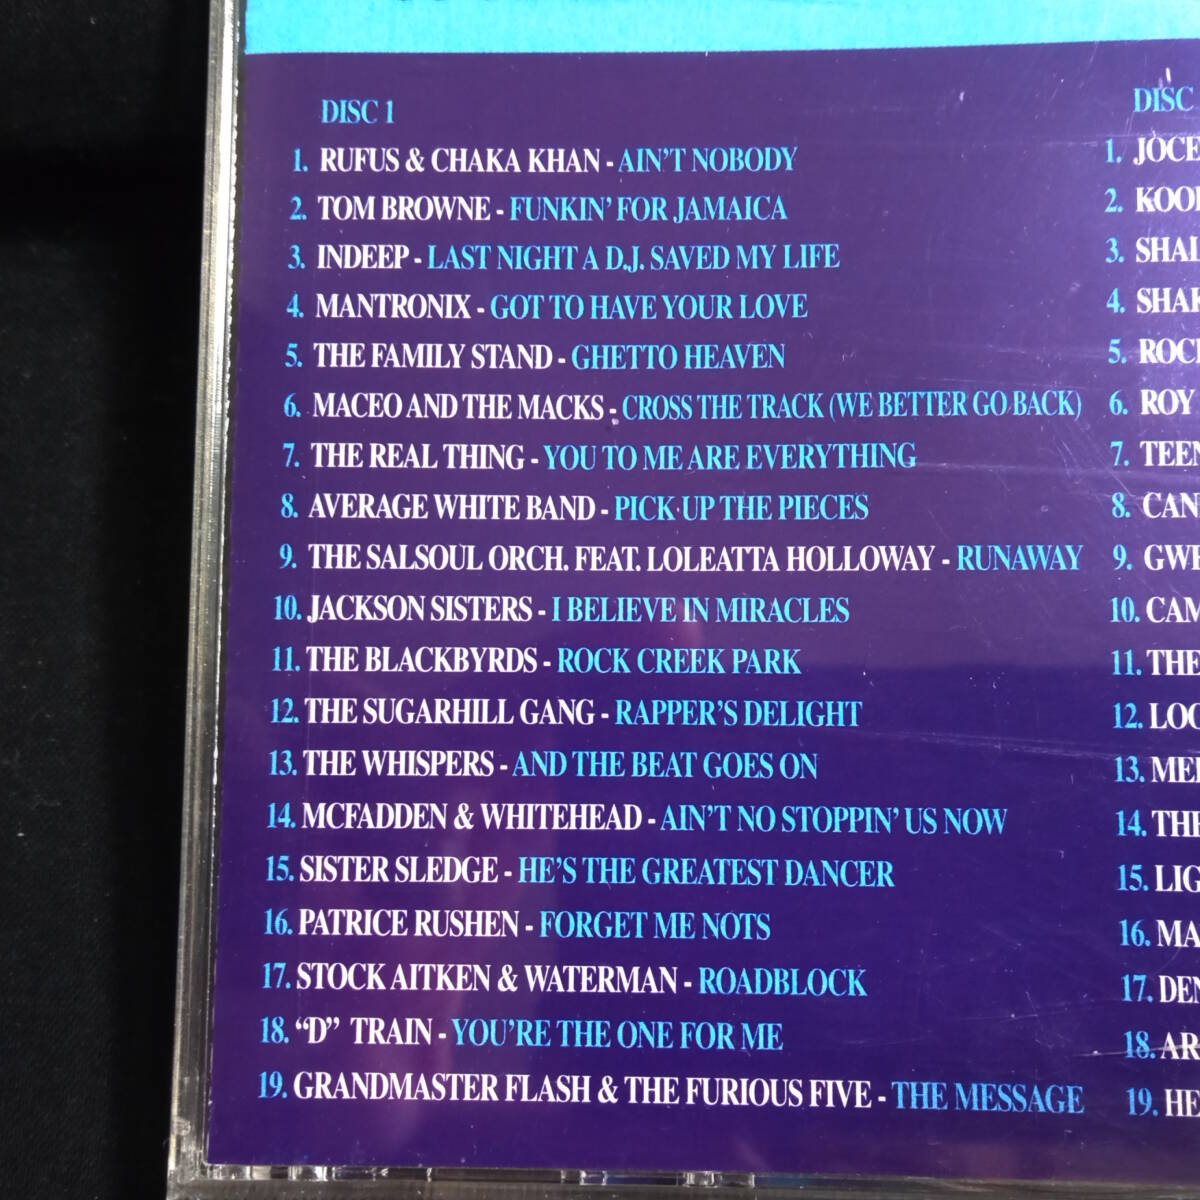 DISC 1
1. RUFUS & CHAKA KHAN - AIN'T NOBODY
2. TOM BROWNE - FUNKIN' FOR JAMAICA
3. INDEEP - LAST NIGHT A D.J. SAVED MY LIFE
4. MANTRONIX - GOT TO HAVE YOUR LOVE
5. THE FAMILY STAND - GHETTO HEAVEN
6. MACEO AND THE MACKS - CROSS THE TRACK (WE BETTER GO BACK)
7. THE REAL THING - YOU TO ME ARE EVERYTHING
8. AVERAGE WHITE BAND - PICK UP THE PIECES
9. THE SALSOUL ORCH. FEAT. LOLEATTA HOLLOWAY - RUNAWAY
10. JACKSON SISTERS - I BELIEVE IN MIRACLES
11. THE BLACKBYRDS - ROCK CREEK PARK
12. THE SUGARHILL GANG - RAPPER'S DELIGHT
13. THE WHISPERS - AND THE BEAT GOES ON
14. MCFADDEN & WHITEHEAD - AIN'T NO STOPPIN' US NOW
15. SISTER SLEDGE - HE'S THE GREATEST DANCER
16. PATRICE RUSHEN - FORGET ME NOTS
17. STOCK AITKEN & WATERMAN - ROADBLOCK
18. “D” TRAIN - YOU'RE THE ONE FOR ME
19. GRANDMASTER FLASH & THE FURIOUS FIVE - THE MESSAGE
DISC
1.
2.
3.
4.
5.
6. ROY
7.
8.
9.
10.
11. THE
12.
13.
14. THE
15.
16.
17.
18.
19.